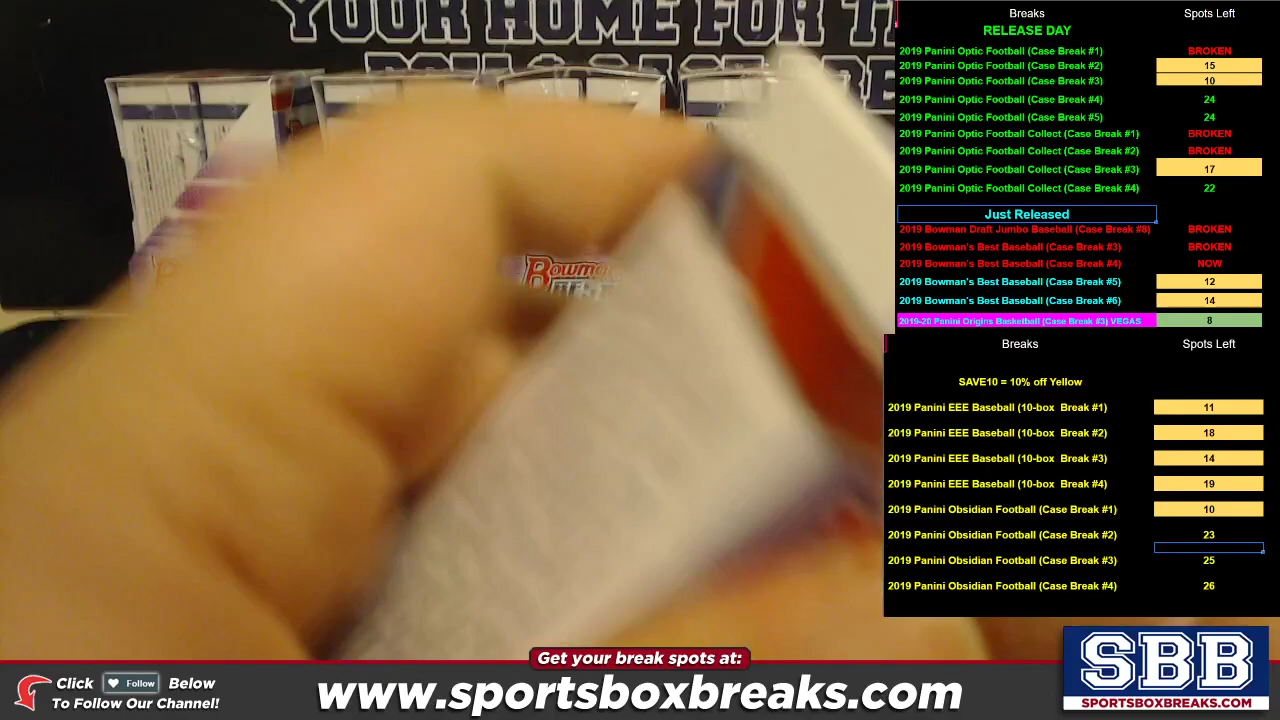 YOUR HOME FOR T
Breaks Spots Left
RELEASE DAY
2019 Panini Optic Football (Case Break #1) BROKEN
2019 Panini Optic Football (Case Break #2) 15
2019 Panini Optic Football (Case Break #3) 10
2019 Panini Optic Football (Case Break #4) 24
2019 Panini Optic Football (Case Break #5) 24
2019 Panini Optic Football Collect (Case Break #1) BROKEN
2019 Panini Optic Football Collect (Case Break #2) BROKEN
2019 Panini Optic Football Collect (Case Break #3) 17
2019 Panini Optic Football Collect (Case Break #4) 22
Just Released
2019 Bowman Draft Jumbo Baseball (Case Break #8) BROKEN
2019 Bowman's Best Baseball (Case Break #3) BROKEN
2019 Bowman's Best Baseball (Case Break #4) NOW
2019 Bowman's Best Baseball (Case Break #5) 12
2019 Bowman's Best Baseball (Case Break #6) 14
2019-20 Panini Origins Basketball (Case Break #3) VEGAS 8
Breaks Spots Left
SAVE10 = 10% off Yellow
2019 Panini EEE Baseball (10-box Break #1) 11
2019 Panini EEE Baseball (10-box Break #2) 18
2019 Panini EEE Baseball (10-box Break #3) 14
2019 Panini EEE Baseball (10-box Break #4) 19
2019 Panini Obsidian Football (Case Break #1) 10
2019 Panini Obsidian Football (Case Break #2) 23
2019 Panini Obsidian Football (Case Break #3) 25
2019 Panini Obsidian Football (Case Break #4) 26
Get your break spots at:
Click Follow Below
To Follow Our Channel!
www.sportsboxbreaks.com
SBB
SPORTSBOXBREAKS.COM